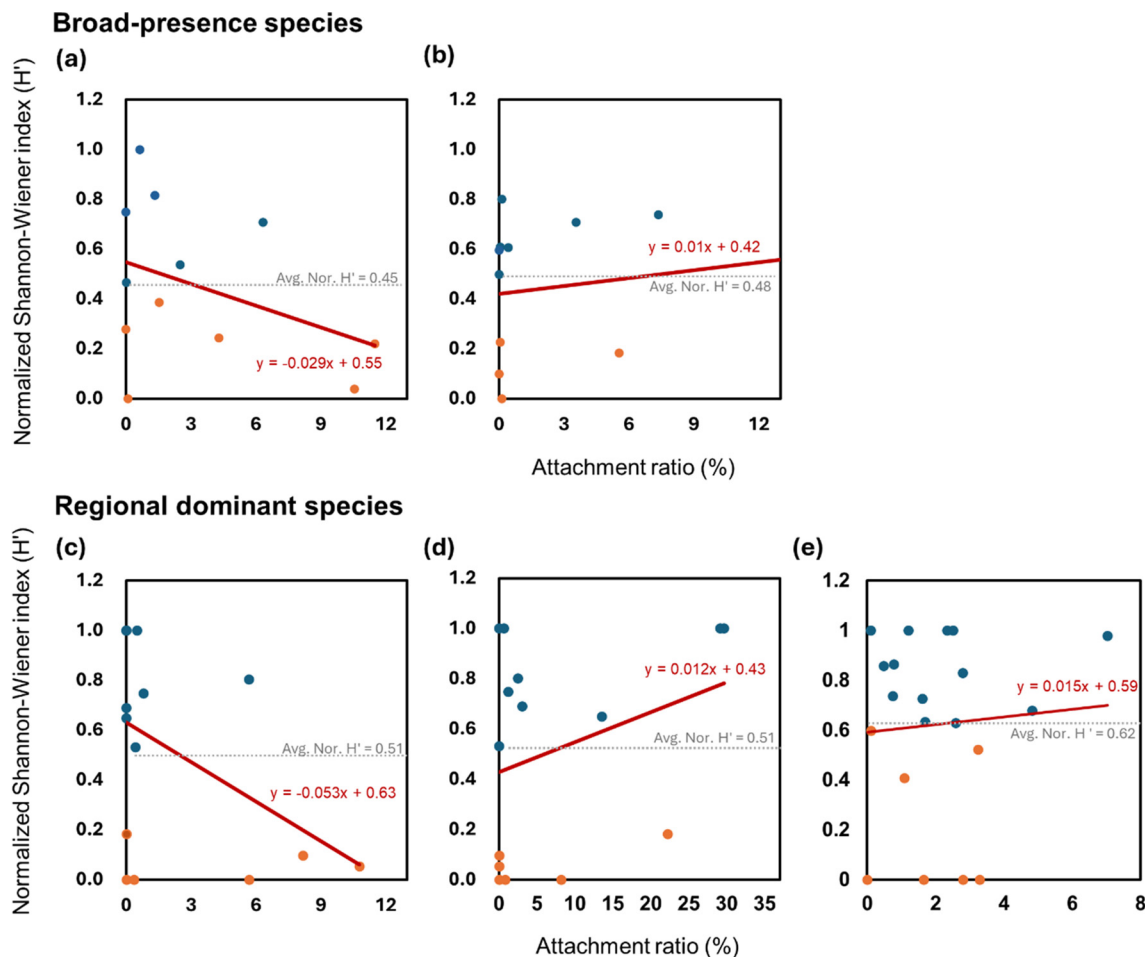 Broad-presence species
(a)
(b)
Normalized Shannon-Wiener index (H')
1.2
1.0
0.8
0.6
0.4
0.2
0.0
Avg. Nor. H' = 0.45
y = -0.029x + 0.55
0 3 6 9 12
1.2
1.0
0.8
0.6
0.4
0.2
0.0
y = 0.01x + 0.42
Avg. Nor. H' = 0.48
0 3 6 9 12
Attachment ratio (%)
Regional dominant species
(c)
(d)
(e)
Normalized Shannon-Wiener index (H')
1.2
1.0
0.8
0.6
0.4
0.2
0.0
Avg. Nor. H' = 0.51
y = -0.053x + 0.63
0 3 6 9 12
1.2
1.0
0.8
0.6
0.4
0.2
0.0
y = 0.012x + 0.43
Avg. Nor. H' = 0.51
0 5 10 15 20 25 30 35
1.2
1
0.8
0.6
0.4
0.2
0
y = 0.015x + 0.59
Avg. Nor. H ' = 0.62
0 2 4 6 8
Attachment ratio (%)